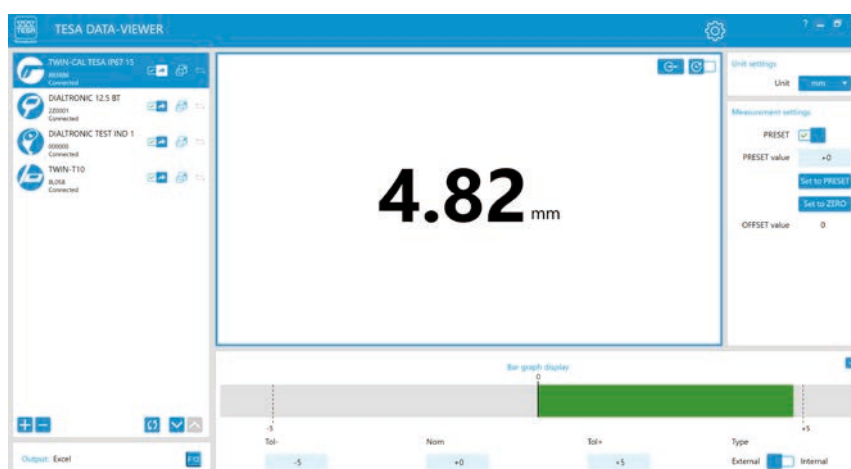 TESA
TESA DATA-VIEWER
?
TWIN-CAL TESA IP67 15
Connected
DIALTRONIC 12.5 BT
Connected
DIALTRONIC TEST IND 1
000000
Connected
TWIN-T10
Connected
4.82 mm
Unit settings
Unit mm
Measurement settings
PRESET
PRESET value +0
Set to PRESET
Set to ZERO
OFFSET value 0
Bar graph display
0
-5 +5
Tol- Nom Tol+ Type
-5 +0 +5 External Internal
Output: Excel F12